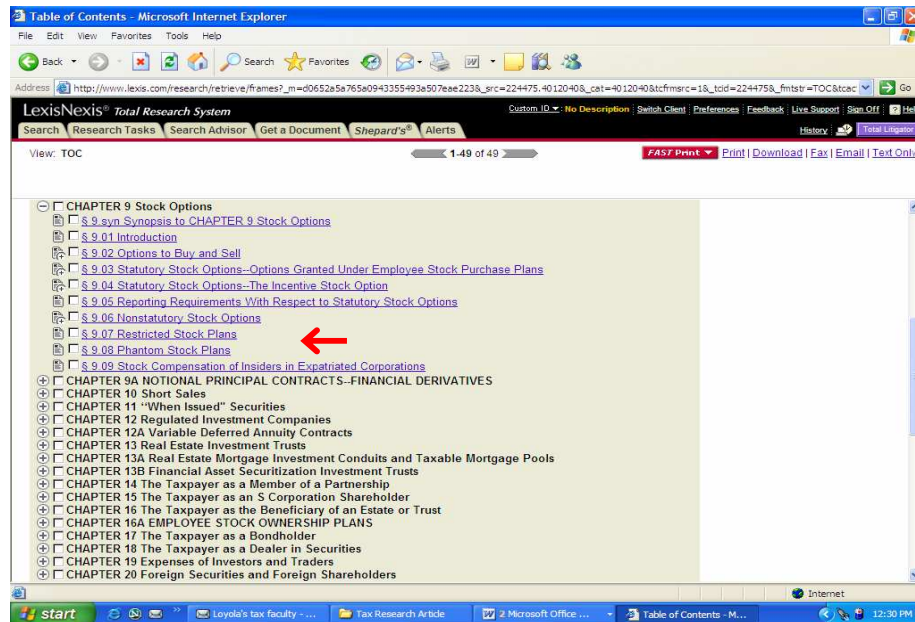 Table of Contents - Microsoft Internet Explorer
File Edit View Favorites Tools Help
Back Search Favorites
Address http://www.lexis.com/research/retrieve/frames?_m=d0652a5a765a0943355493a507eae223&_src=224475.4012040&_cat=4012040&tcfmrsrc=1&_tcid=224475&_fmtstr=TOC&tcac Go
LexisNexis® Total Research System Custom ID : No Description Switch Client | Preferences | Feedback | Live Support | Sign Off | ? Hel
Search Research Tasks Search Advisor Get a Document Shepard's® Alerts History Total Litigator
View: TOC 1-49 of 49 FAST Print Print | Download | Fax | Email | Text Only
CHAPTER 9 Stock Options
§ 9.syn Synopsis to CHAPTER 9 Stock Options
§ 9.01 Introduction
§ 9.02 Options to Buy and Sell
§ 9.03 Statutory Stock Options--Options Granted Under Employee Stock Purchase Plans
§ 9.04 Statutory Stock Options--The Incentive Stock Option
§ 9.05 Reporting Requirements With Respect to Statutory Stock Options
§ 9.06 Nonstatutory Stock Options
§ 9.07 Restricted Stock Plans
§ 9.08 Phantom Stock Plans
§ 9.09 Stock Compensation of Insiders in Expatriated Corporations
CHAPTER 9A NOTIONAL PRINCIPAL CONTRACTS--FINANCIAL DERIVATIVES
CHAPTER 10 Short Sales
CHAPTER 11 "When Issued" Securities
CHAPTER 12 Regulated Investment Companies
CHAPTER 12A Variable Deferred Annuity Contracts
CHAPTER 13 Real Estate Investment Trusts
CHAPTER 13A Real Estate Mortgage Investment Conduits and Taxable Mortgage Pools
CHAPTER 13B Financial Asset Securitization Investment Trusts
CHAPTER 14 The Taxpayer as a Member of a Partnership
CHAPTER 15 The Taxpayer as an S Corporation Shareholder
CHAPTER 16 The Taxpayer as the Beneficiary of an Estate or Trust
CHAPTER 16A EMPLOYEE STOCK OWNERSHIP PLANS
CHAPTER 17 The Taxpayer as a Bondholder
CHAPTER 18 The Taxpayer as a Dealer in Securities
CHAPTER 19 Expenses of Investors and Traders
CHAPTER 20 Foreign Securities and Foreign Shareholders
Internet
start Loyola's tax faculty - ... Tax Research Article 2 Microsoft Office ... Table of Contents - M... 12:30 PM